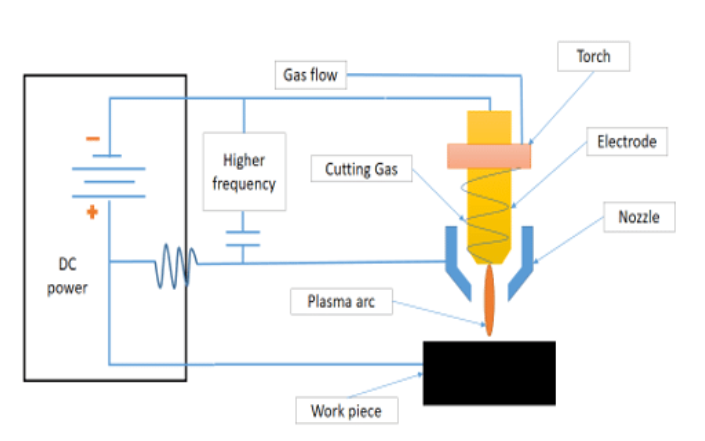 Torch
Gas flow
−
Electrode
Higher
frequency
Cutting Gas
+
Nozzle
DC
power
Plasma arc
Work piece